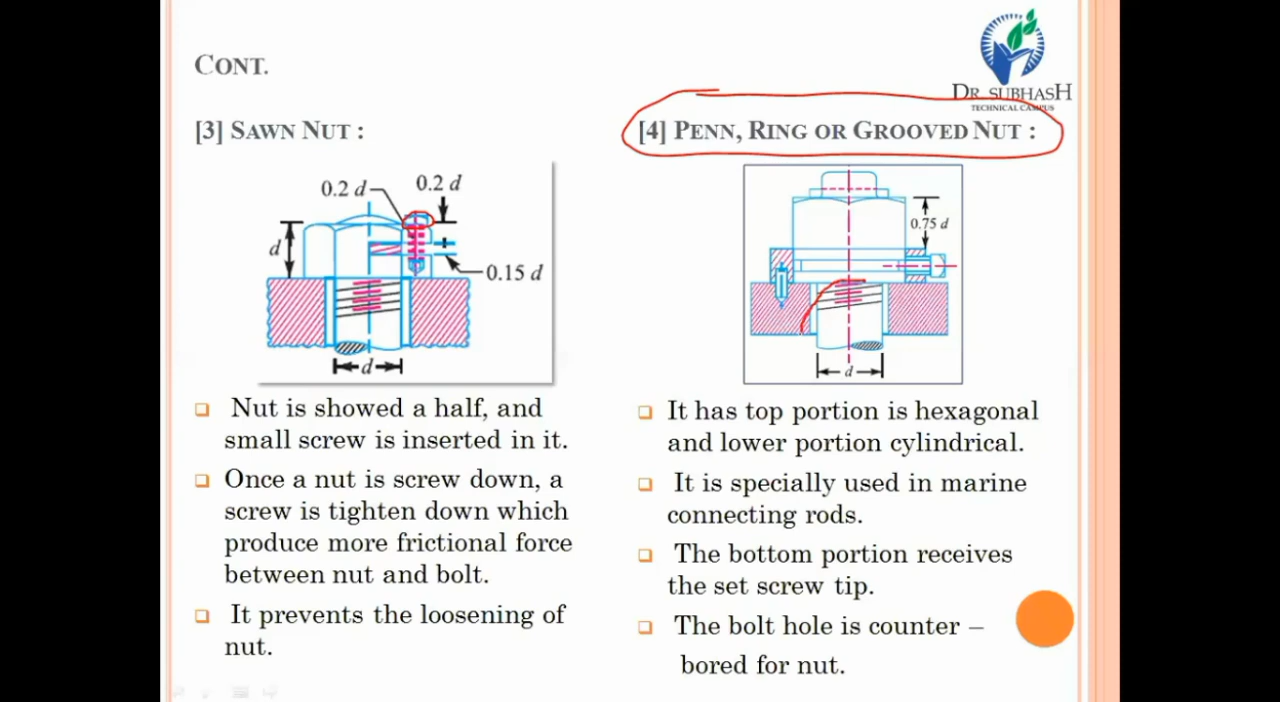 CONT.
DR. SUBHASH
TECHNICAL CAMPUS
[3] SAWN NUT :
0.2 d
0.2 d
d
0.15 d
d
❑ Nut is showed a half, and
small screw is inserted in it.
❑ Once a nut is screw down, a
screw is tighten down which
produce more frictional force
between nut and bolt.
❑ It prevents the loosening of
nut.
[4] PENN, RING OR GROOVED NUT :
0.75 d
d
❑ It has top portion is hexagonal
and lower portion cylindrical.
❑ It is specially used in marine
connecting rods.
❑ The bottom portion receives
the set screw tip.
❑ The bolt hole is counter –
bored for nut.